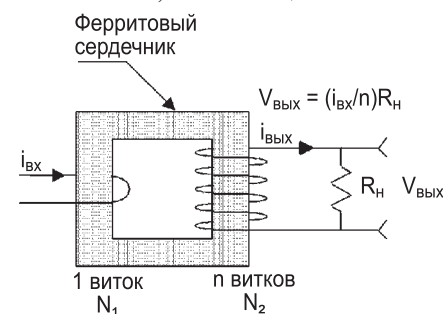 Ферритовый
сердечник
Vвых = (iвх/n)Rн
iвх
iвых
Rн Vвых
1 виток
N₁
n витков
N₂